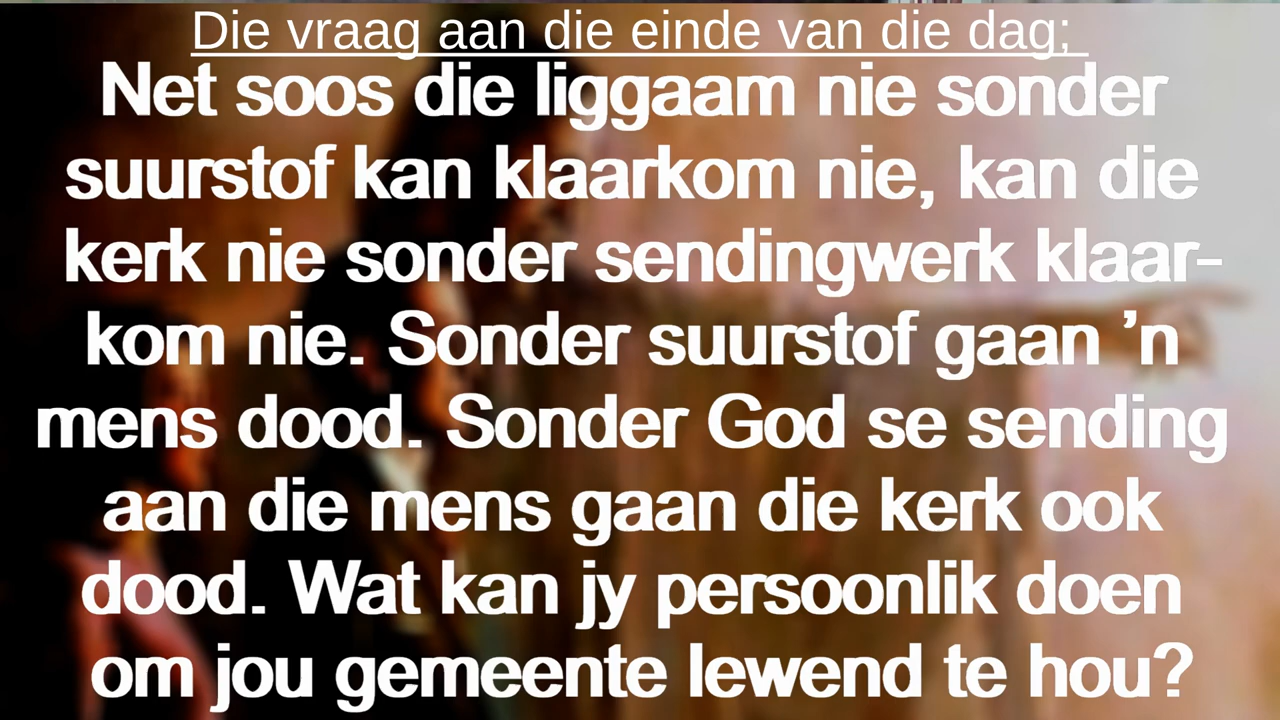 Die vraag aan die einde van die dag;
Net soos die liggaam nie sonder
suurstof kan klaarkom nie, kan die
kerk nie sonder sendingwerk klaar-
kom nie. Sonder suurstof gaan ’n
mens dood. Sonder God se sending
aan die mens gaan die kerk ook
dood. Wat kan jy persoonlik doen
om jou gemeente lewend te hou?